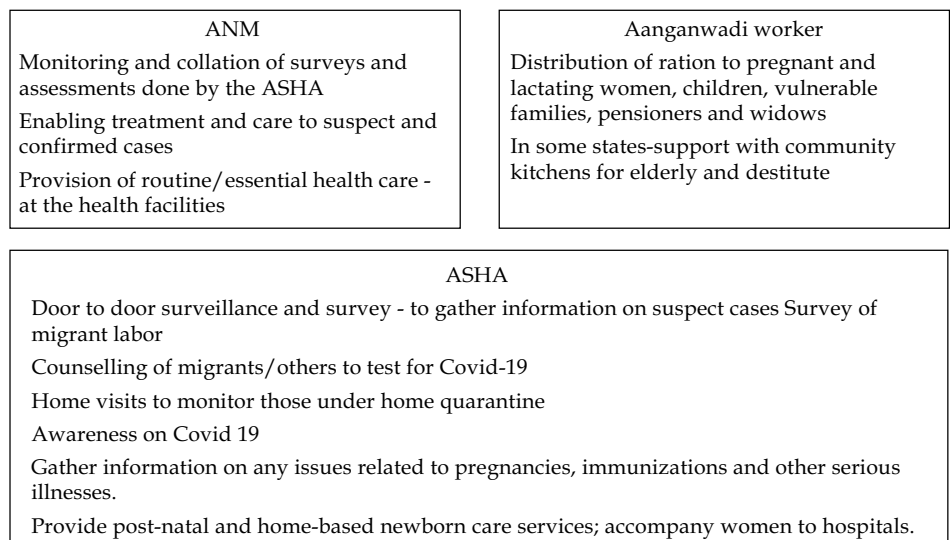 ANM
Monitoring and collation of surveys and
assessments done by the ASHA
Enabling treatment and care to suspect and
confirmed cases
Provision of routine/essential health care -
at the health facilities
Aanganwadi worker
Distribution of ration to pregnant and
lactating women, children, vulnerable
families, pensioners and widows
In some states-support with community
kitchens for elderly and destitute
ASHA
Door to door surveillance and survey - to gather information on suspect cases Survey of
migrant labor
Counselling of migrants/others to test for Covid-19
Home visits to monitor those under home quarantine
Awareness on Covid 19
Gather information on any issues related to pregnancies, immunizations and other serious
illnesses.
Provide post-natal and home-based newborn care services; accompany women to hospitals.